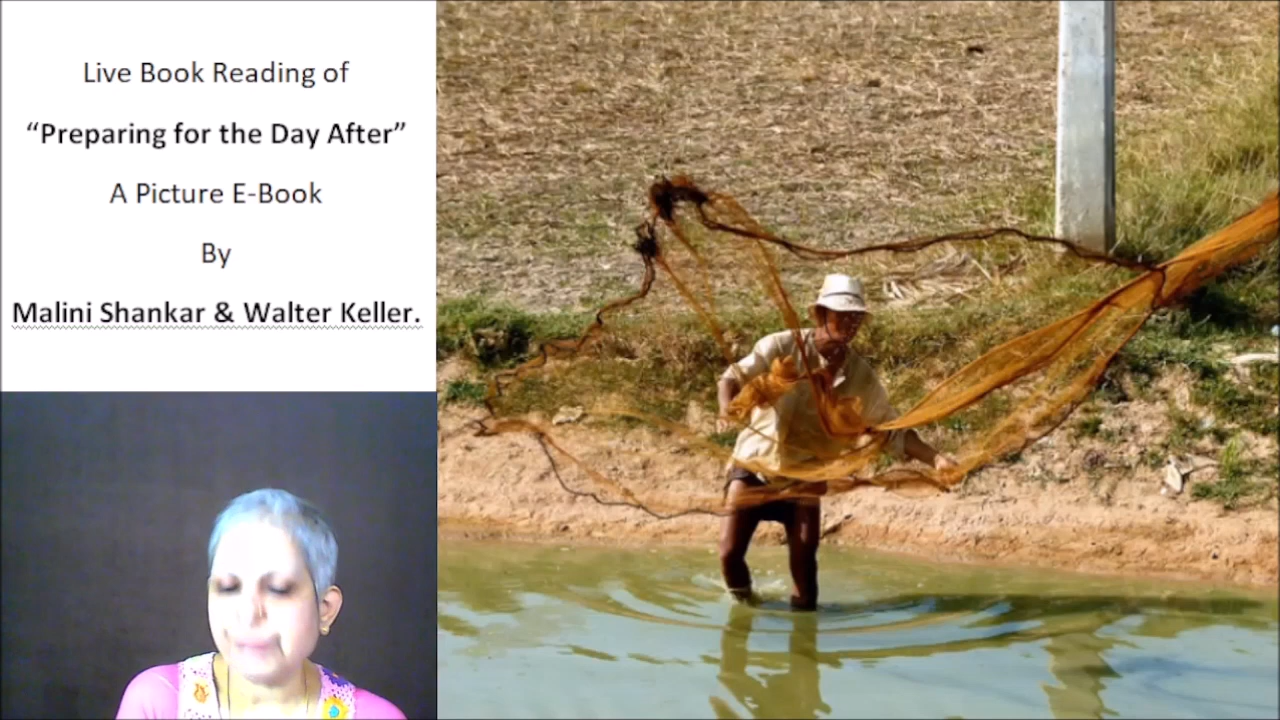 Live Book Reading of
“Preparing for the Day After”
A Picture E-Book
By
Malini Shankar & Walter Keller.